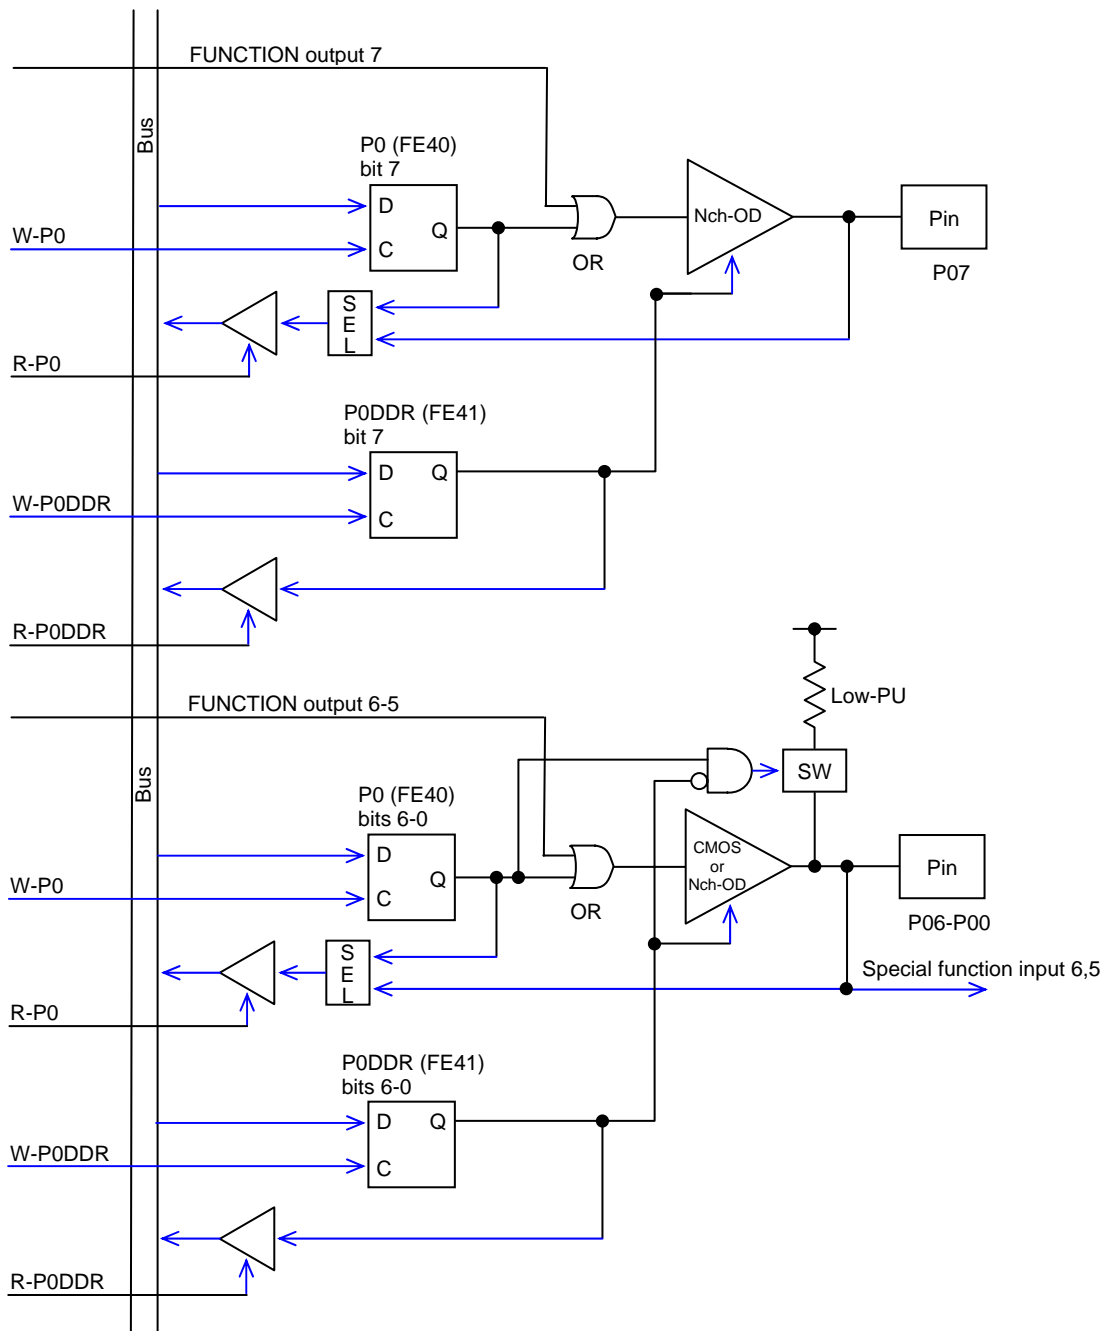 FUNCTION output 7
Bus
P0 (FE40)
bit 7
D
Q
C
W-P0
OR
Nch-OD
Pin
P07
S
E
L
R-P0
P0DDR (FE41)
bit 7
D
Q
C
W-P0DDR
R-P0DDR
Low-PU
FUNCTION output 6-5
Bus
SW
P0 (FE40)
bits 6-0
D
Q
C
W-P0
OR
CMOS
or
Nch-OD
Pin
P06-P00
S
E
L
Special function input 6,5
R-P0
P0DDR (FE41)
bits 6-0
D
Q
C
W-P0DDR
R-P0DDR